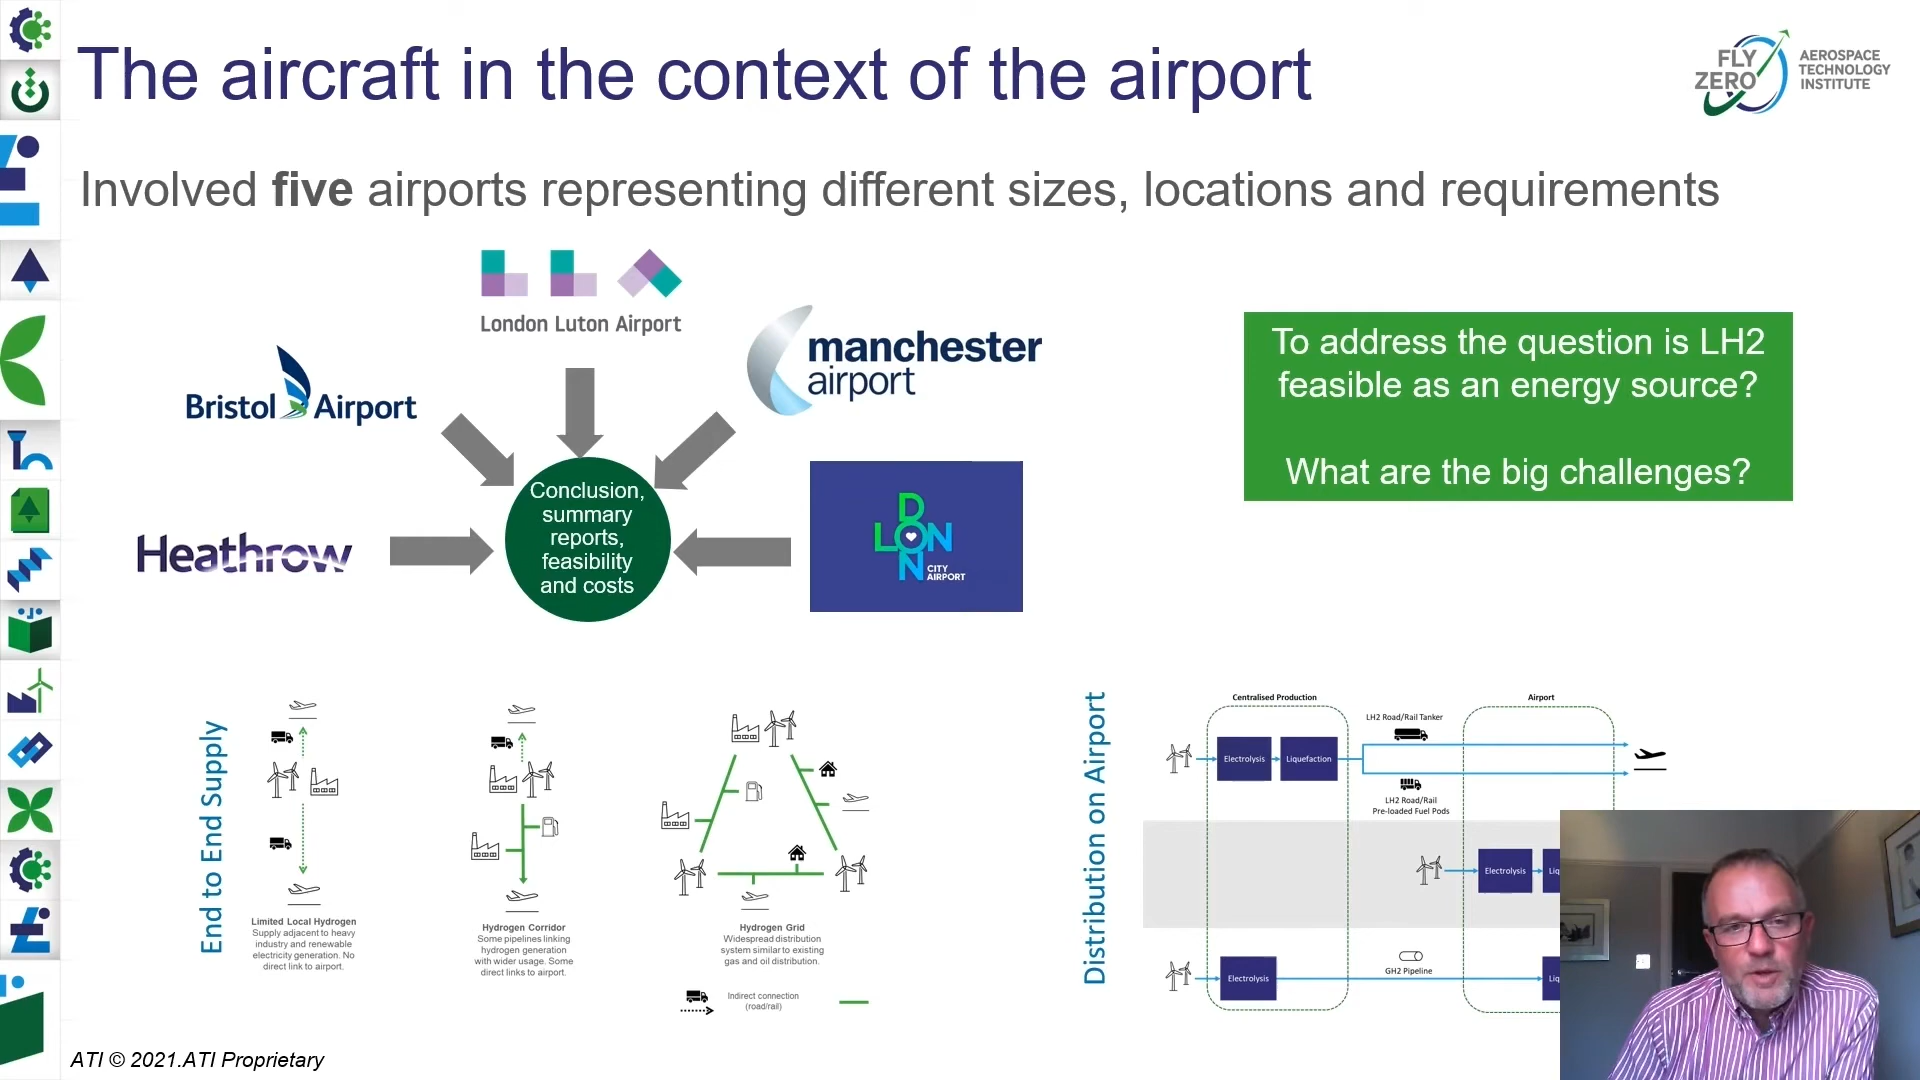 The aircraft in the context of the airport
FLY
ZERO
AEROSPACE
TECHNOLOGY
INSTITUTE
Involved five airports representing different sizes, locations and requirements
London Luton Airport
manchester
airport
Bristol Airport
Heathrow
Conclusion,
summary
reports,
feasibility
and costs
LONDON
CITY
AIRPORT
To address the question is LH2
feasible as an energy source?
What are the big challenges?
End to End Supply
Limited Local Hydrogen
Supply adjacent to heavy
industry and renewable
electricity generation. No
direct link to airport.
Hydrogen Corridor
Some pipelines linking
hydrogen generation
with wider usage. Some
direct links to airport.
Hydrogen Grid
Widespread distribution
system similar to existing
gas and oil distribution.
Indirect connection
(road/rail)
Distribution on Airport
Centralised Production
Airport
LH2 Road/Rail Tanker
Electrolysis
Liquefaction
LH2 Road/Rail
Pre-loaded Fuel Pods
Electrolysis
Liq
GH2 Pipeline
Electrolysis
Liq
ATI © 2021.ATI Proprietary